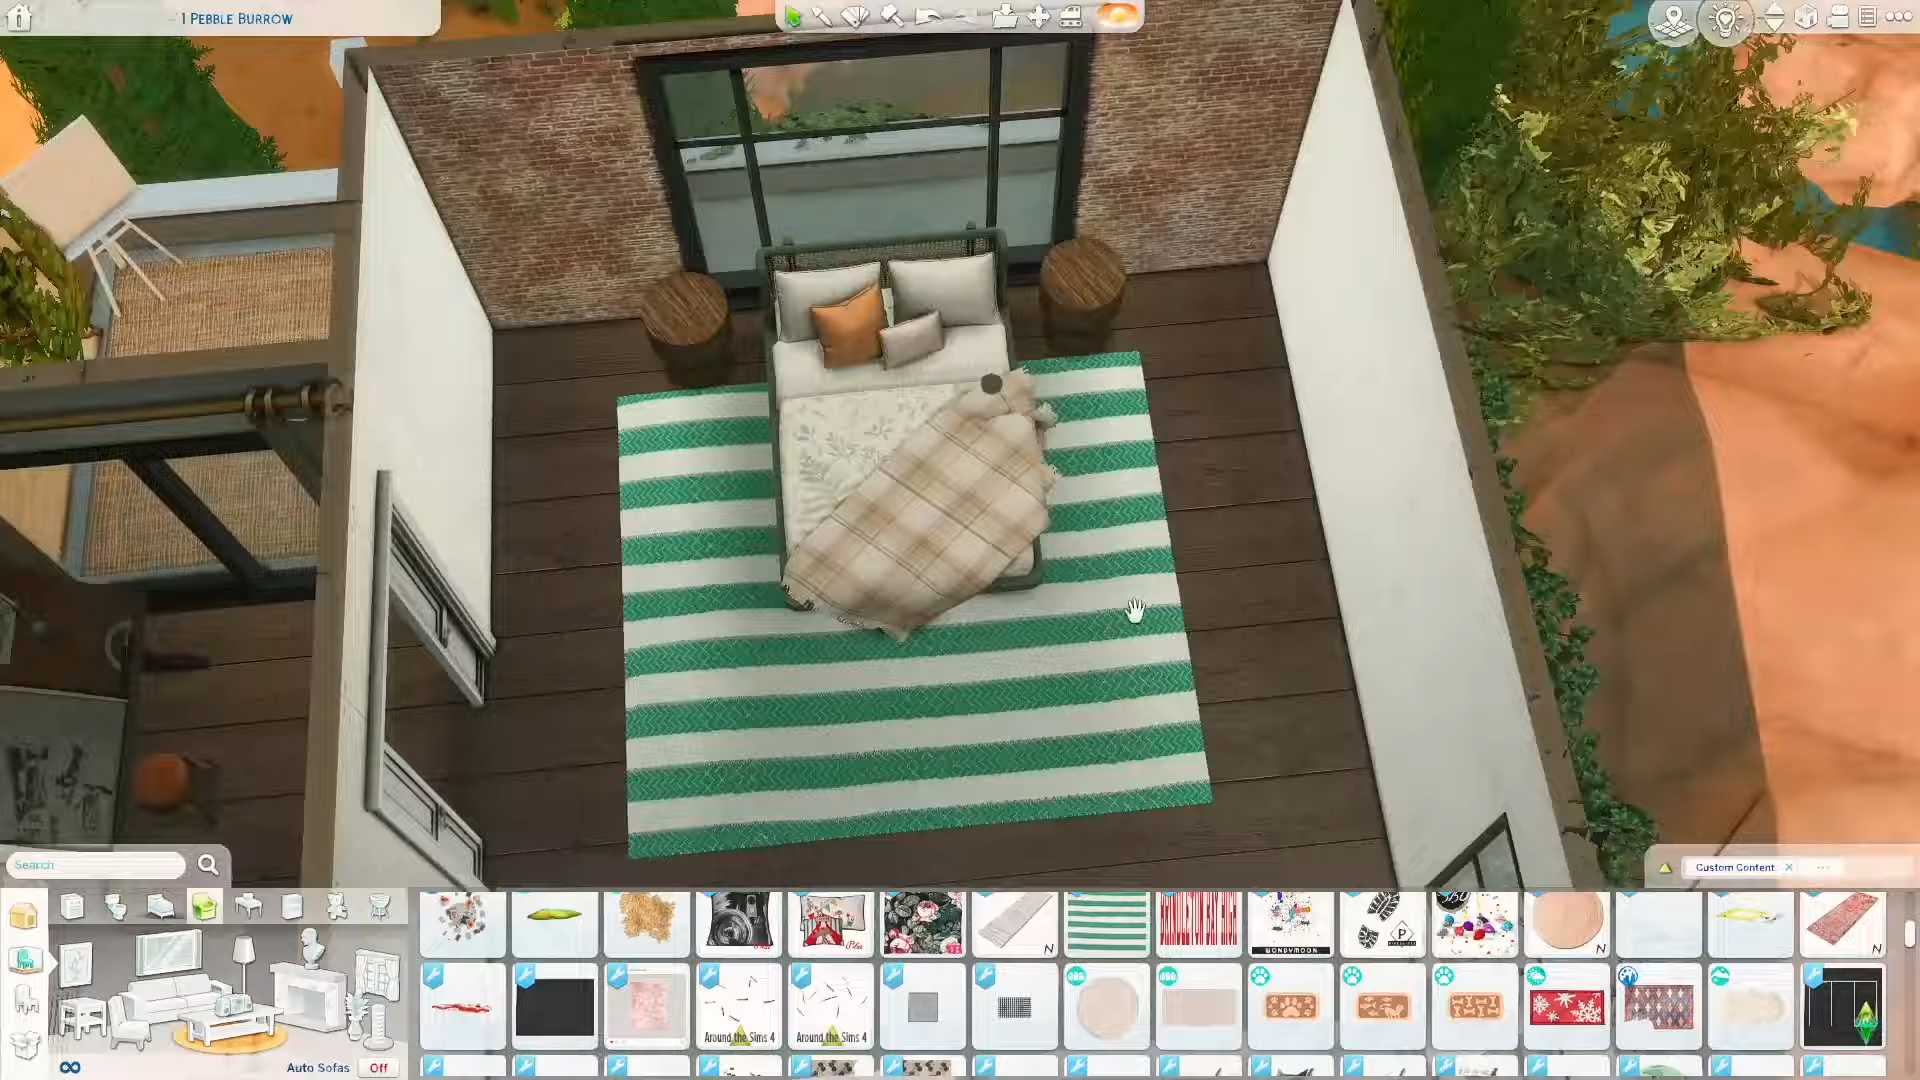 1 Pebble Burrow
Search
Custom Content
WONDYMOON
P
N
N
N
Around the Sims 4
Around the Sims 4
Auto Sofas
Off